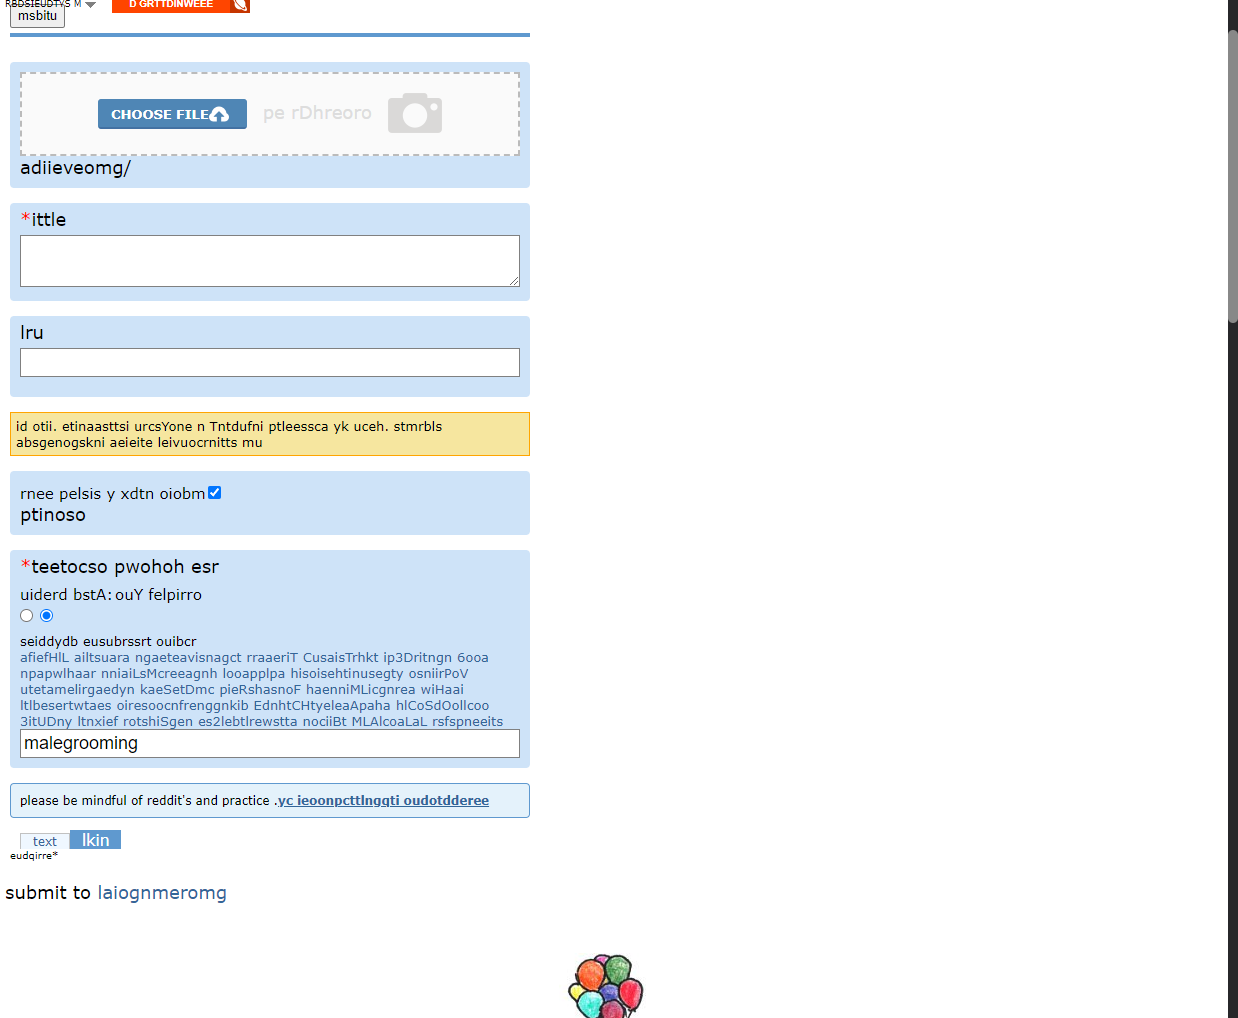 RBDSIEUDTYS M
D GRTTDINWEEE
msbitu
CHOOSE FILE pe rDhreoro
adiieveomg/
*ittle
lru
id otii. etinaasttsi urcsYone n Tntdufni ptleessca yk uceh. stmrbls
absgenogskni aeieite leivuocrnitts mu
rnee pelsis y xdtn oiobm
ptinoso
*teetocso pwohoh esr
uiderd bstA: ouY felpirro
seiddydb eusubrssrt ouibcr
afiefHlL ailtsuara ngaeteavisnagct rraaeriT CusaisTrhkt ip3Dritngn 6ooa
npapwlhaar nniaiLsMcreeagnh looapplpa hisoisehtinusegty osniirPoV
utetamelirgaedyn kaeSetDmc pieRshasnoF haenniMLicgnrea wiHaai
ltlbesertwtaes oiresoocnfrenggnkib EdnhtCHtyeleaApaha hlCoSdOollcoo
3itUDny ltnxief rotshiSgen es2lebtlrewstta nociiBt MLAlcoaLaL rsfspneeits
malegrooming
please be mindful of reddit's and practice .yc ieoonpcttlngqti oudotdderee
text lkin
eudqirre*
submit to laiognmeromg